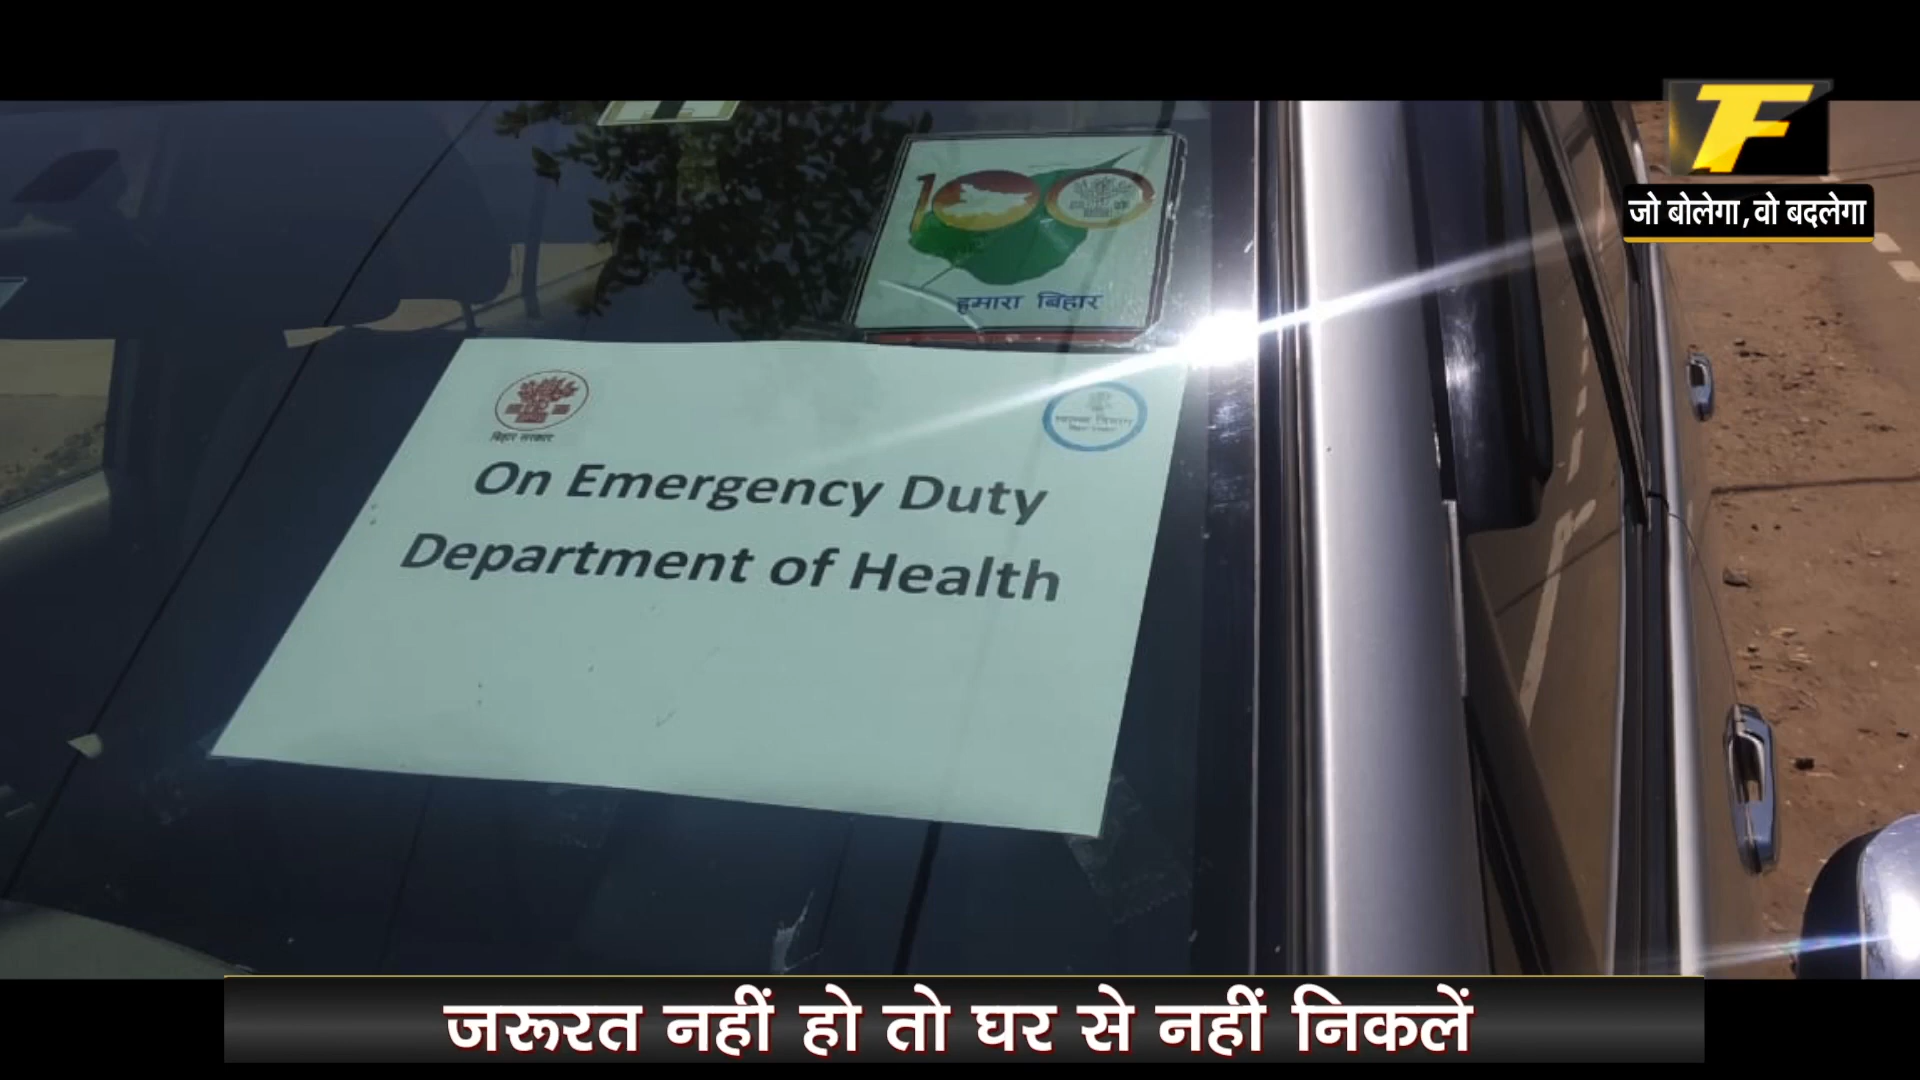 F
जो बोलेगा, वो बदलेगा
100
हमारा बिहार
बिहार सरकार
स्वास्थ्य विभाग
On Emergency Duty
Department of Health
जरूरत नहीं हो तो घर से नहीं निकलें